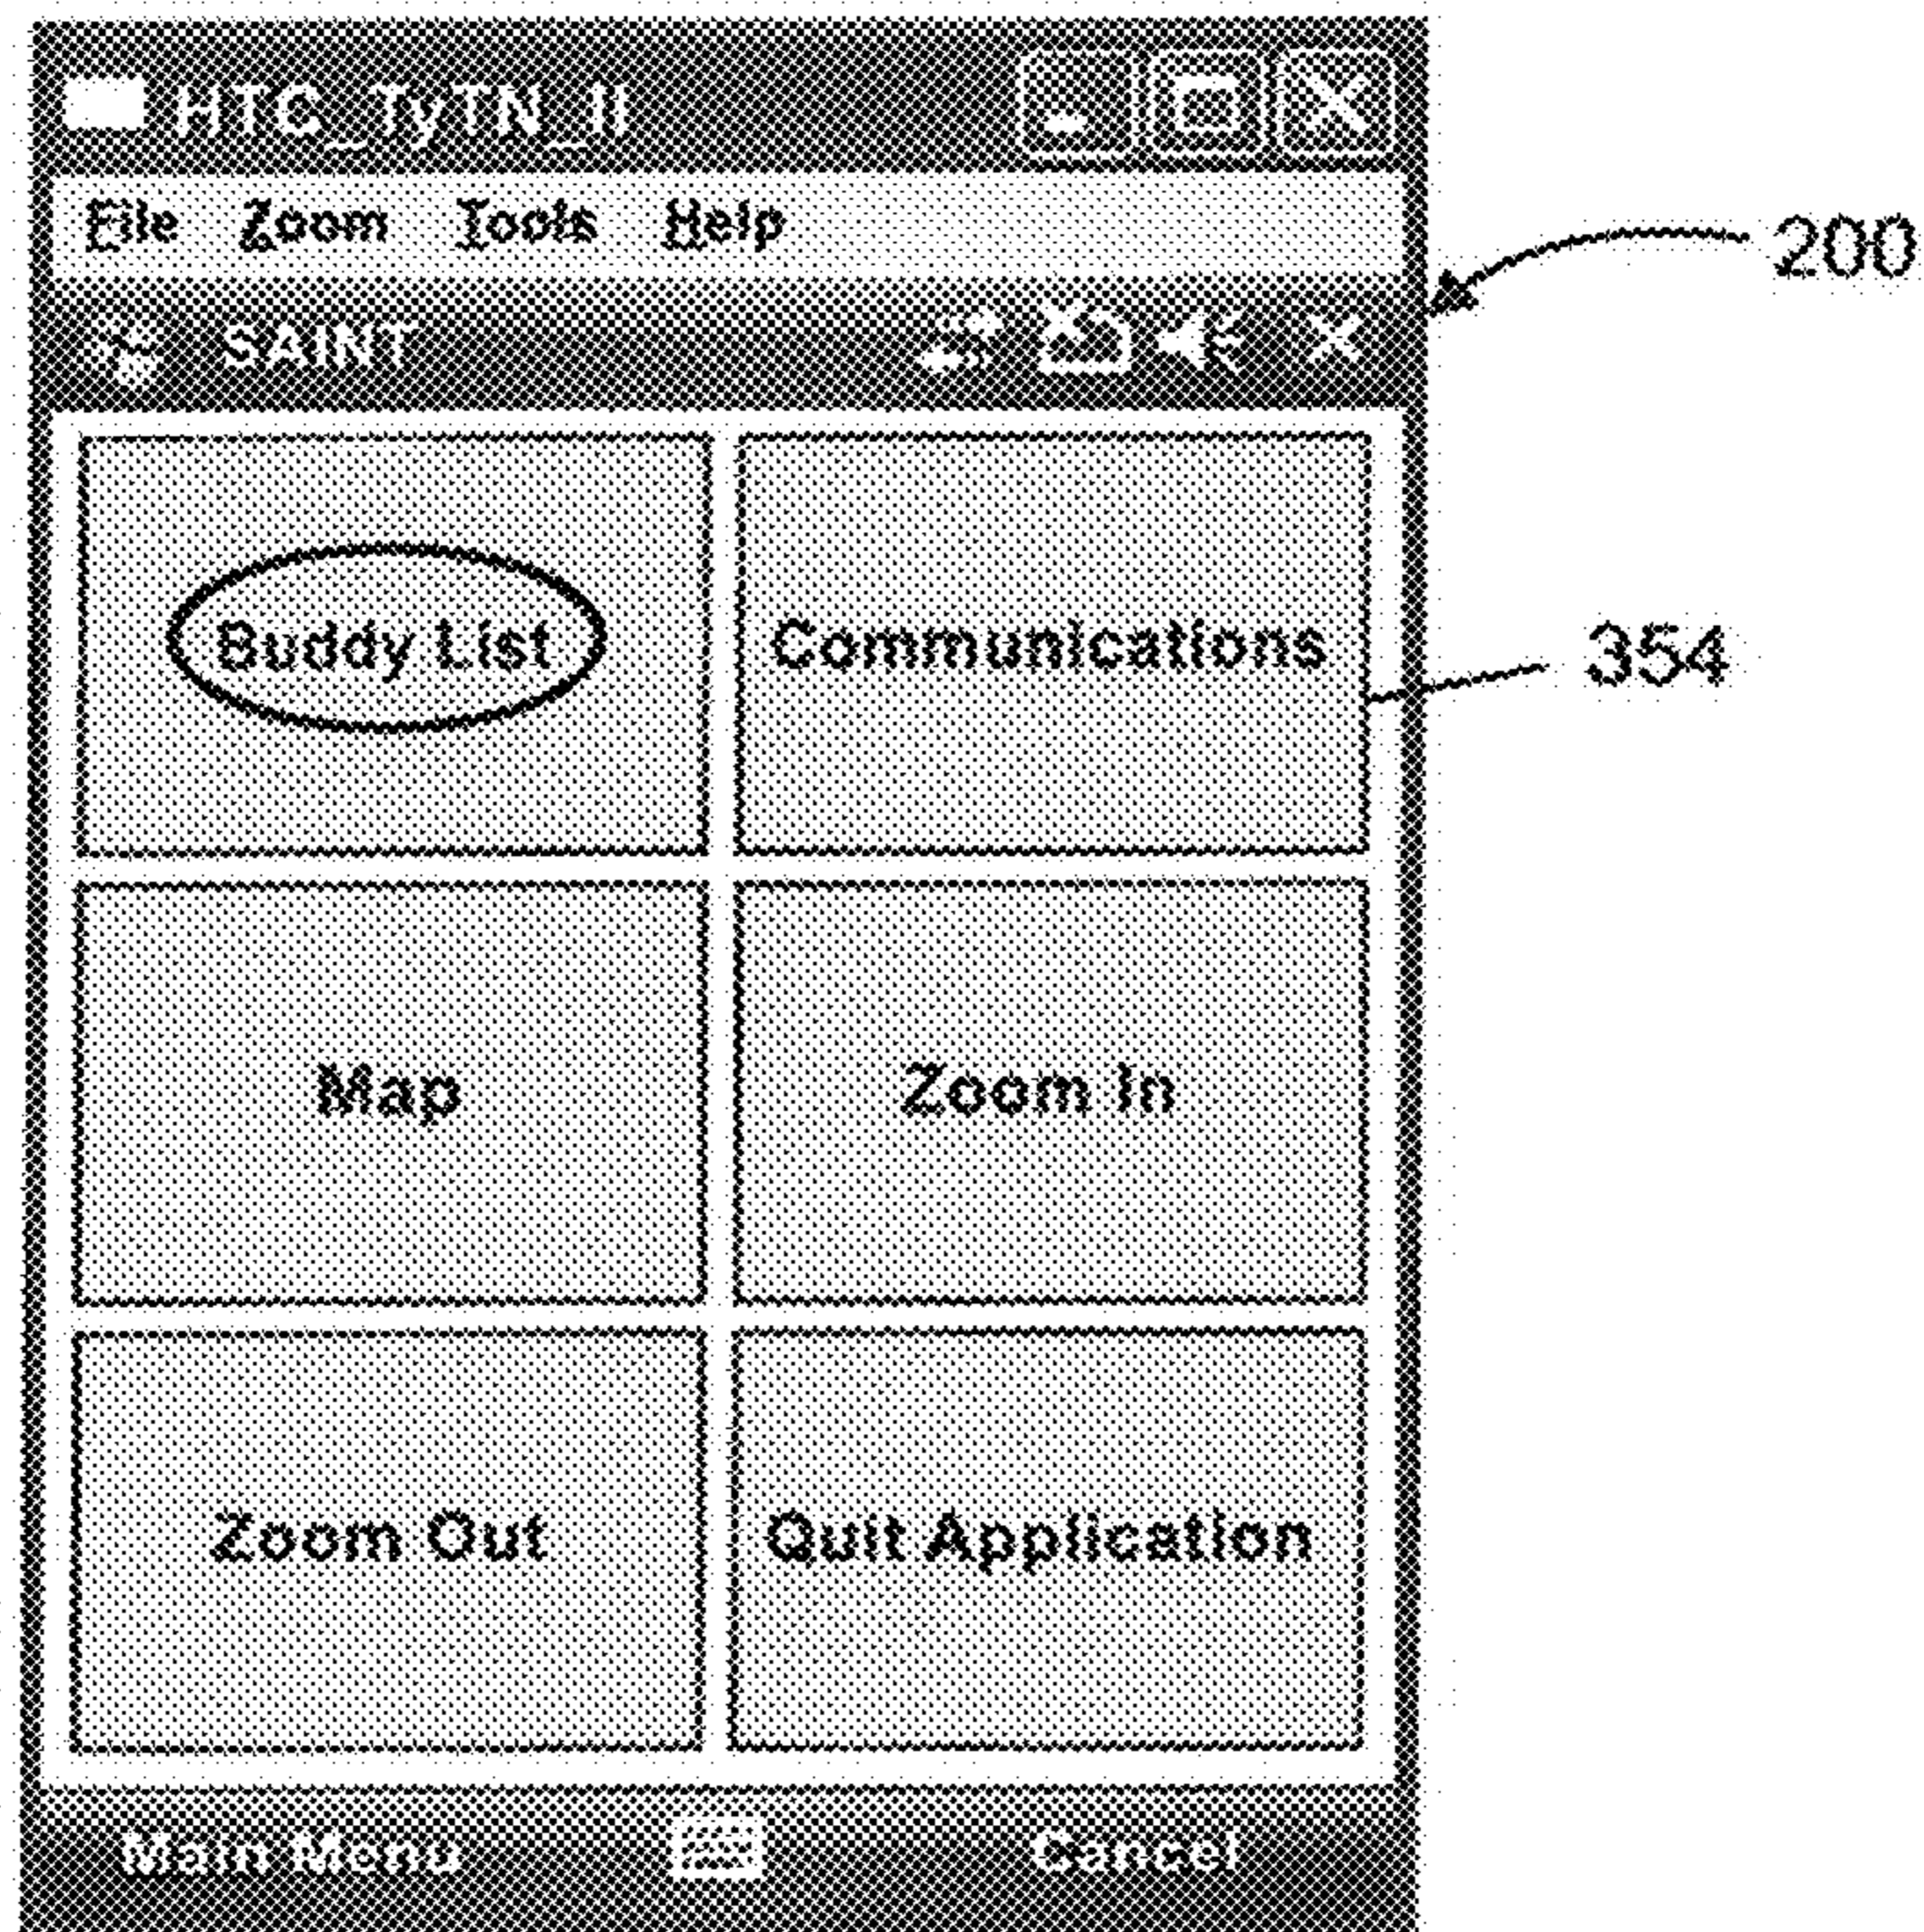 HTC_TyTN_II
File Zoom Tools Help
200
SAINT
Buddy List Communications
354
Map Zoom In
Zoom Out Quit Application
Main Menu Cancel